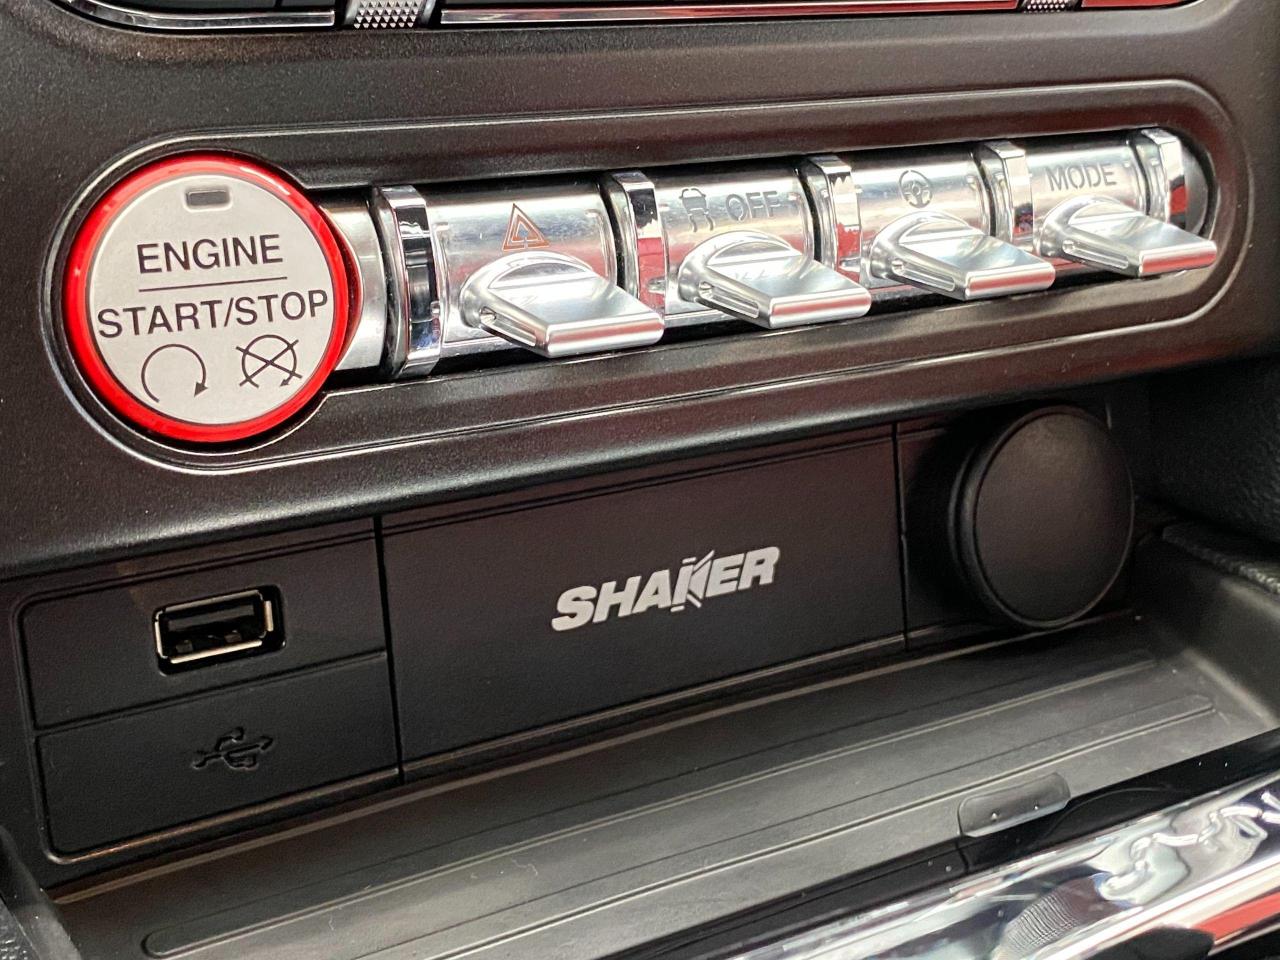 ENGINE
START/STOP
OFF
MODE
SHAKER